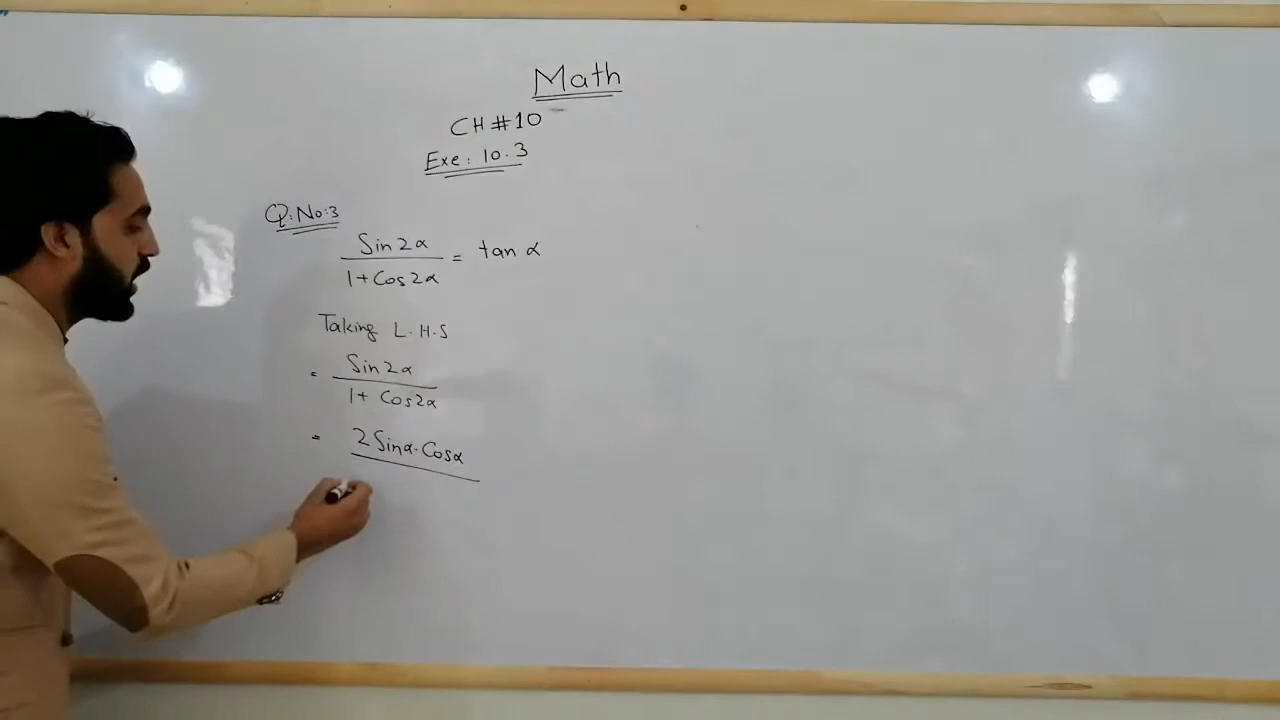 Math
CH#10
Exe: 10.3
Q:No:3
Sin2α / 1+Cos2α = tan α
Taking L.H.S
= Sin2α / 1+ Cos2α
= 2Sinα·Cosα